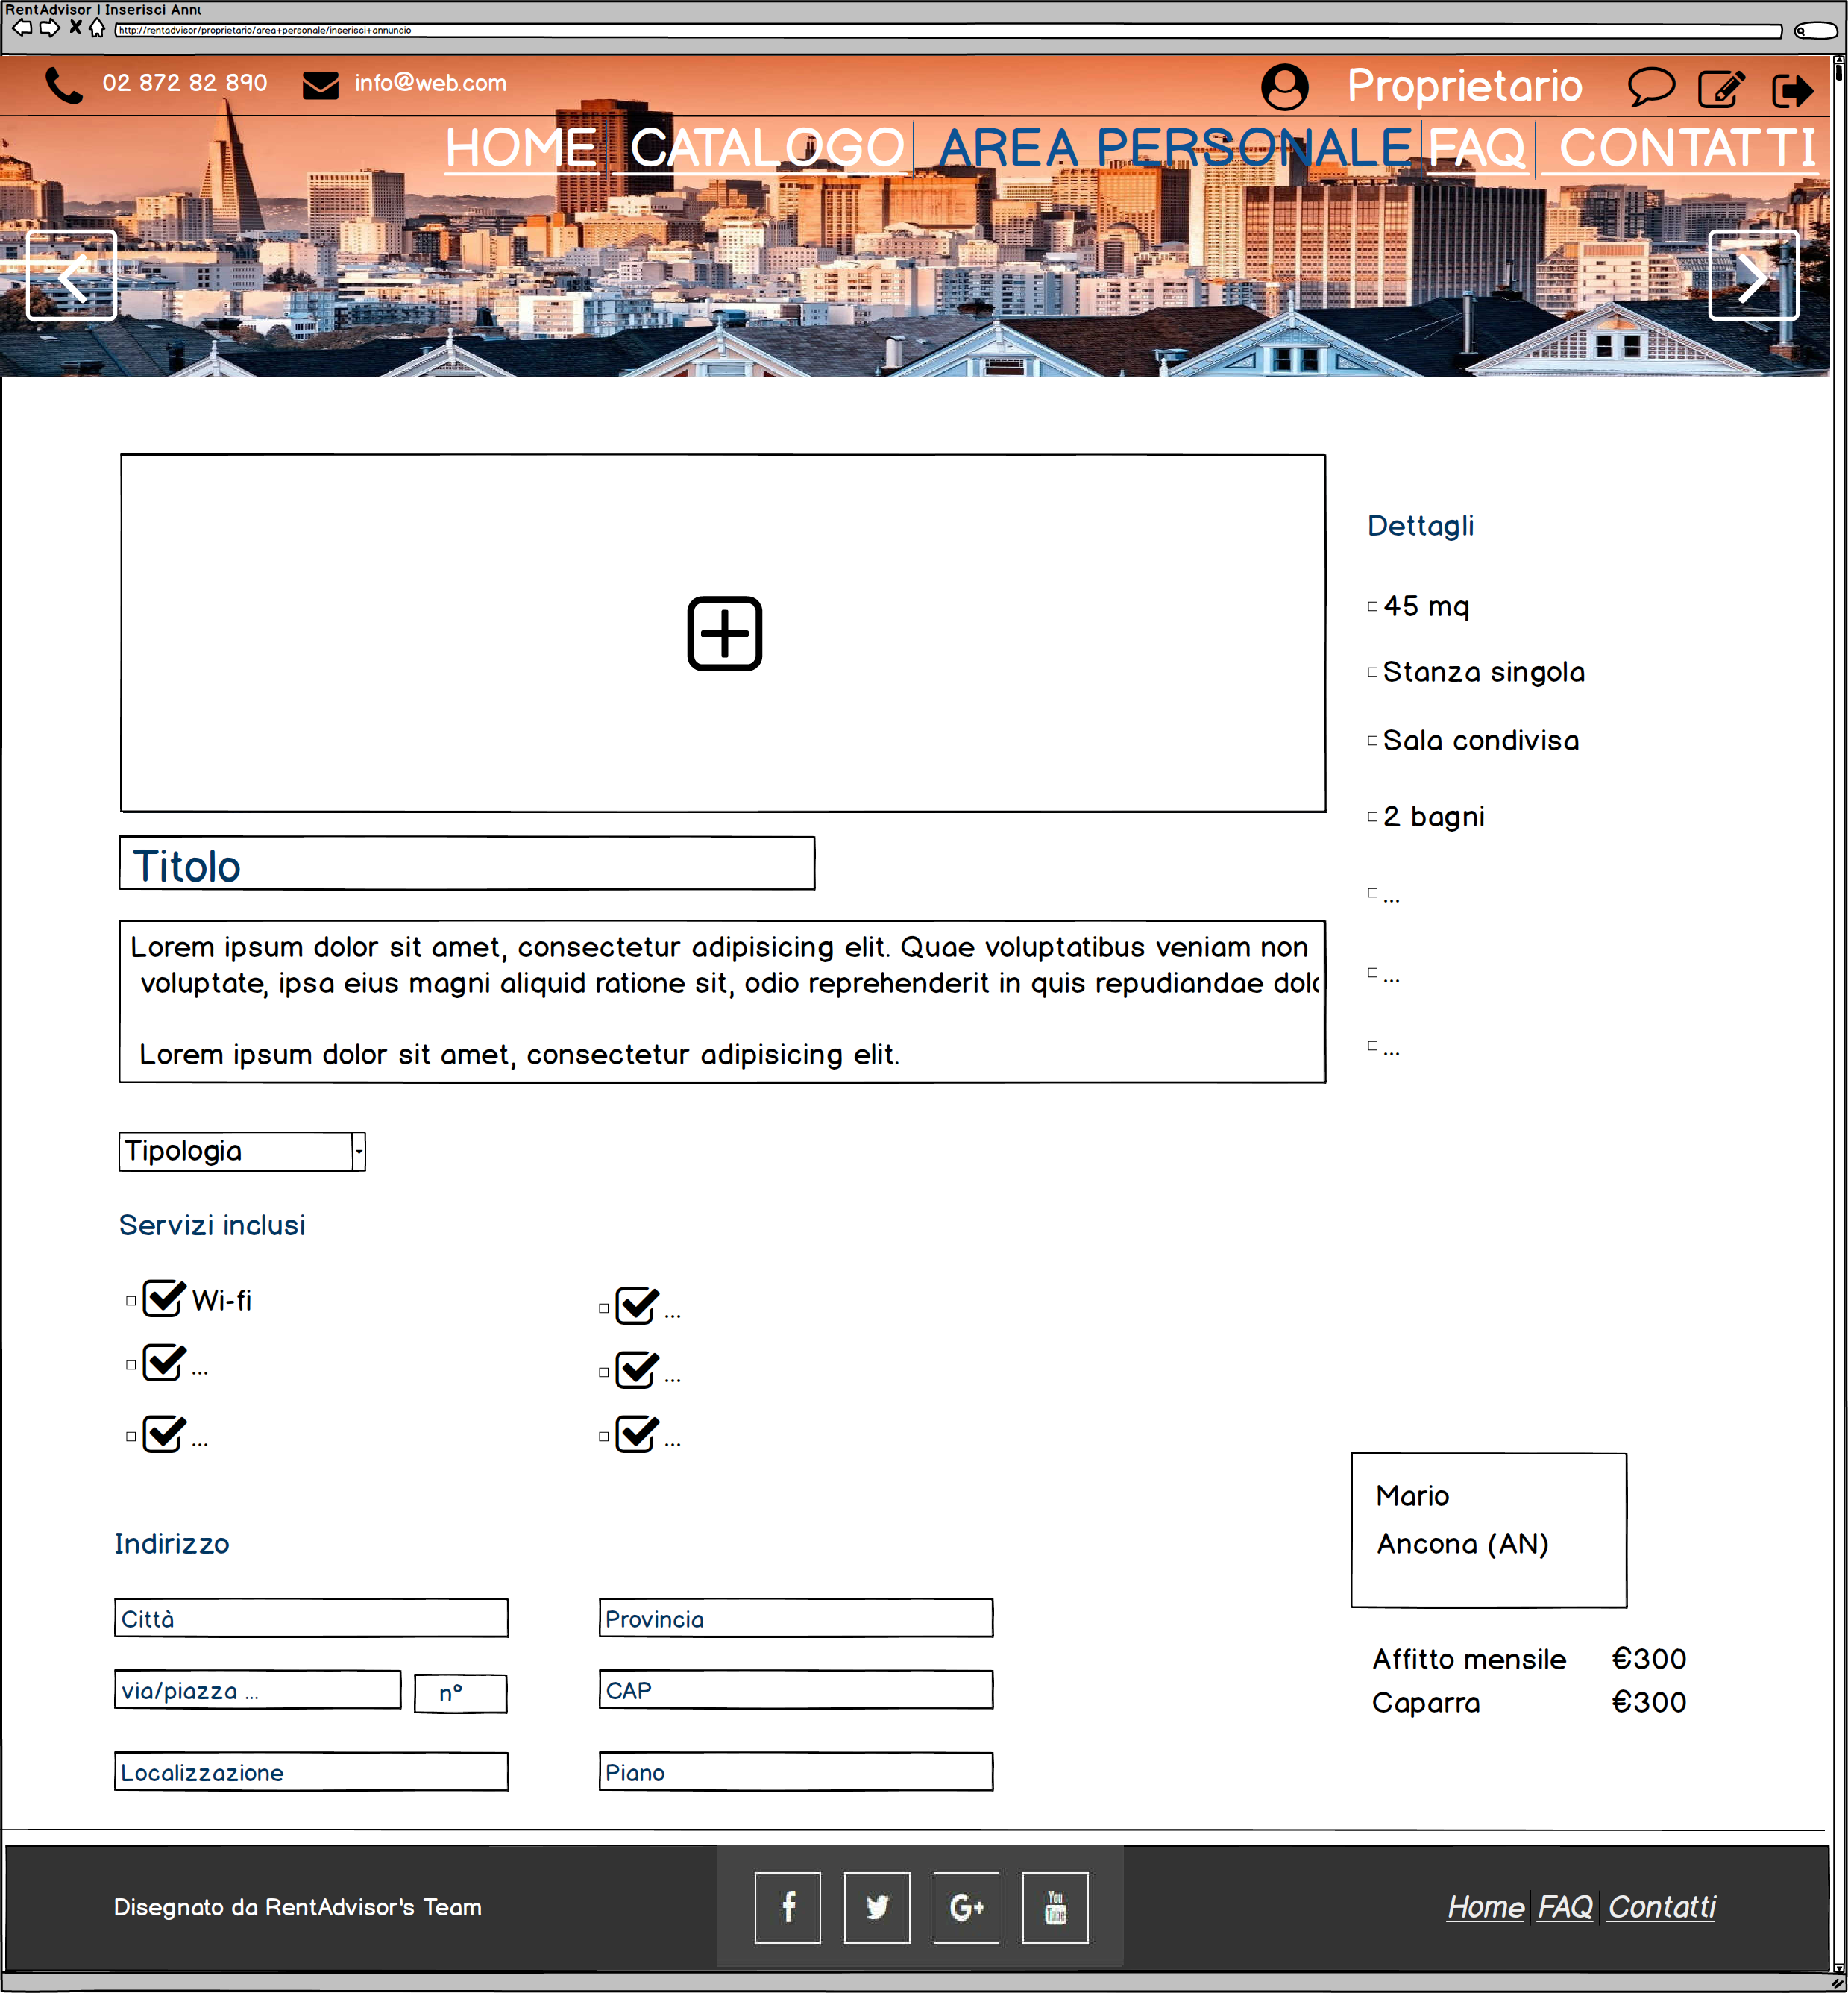 RentAdvisor | Inserisci Annu
http://rentadvisor/proprietario/area+personale/inserisci+annuncio
02 872 82 890
info@web.com
Proprietario
HOME
CATALOGO
AREA PERSONALE
FAQ
CONTATTI
Dettagli
45 mq
Stanza singola
Sala condivisa
2 bagni
...
...
...
Titolo
Lorem ipsum dolor sit amet, consectetur adipisicing elit. Quae voluptatibus veniam non
voluptate, ipsa eius magni aliquid ratione sit, odio reprehenderit in quis repudiandae dolo
Lorem ipsum dolor sit amet, consectetur adipisicing elit.
Tipologia
Servizi inclusi
Wi-fi
...
...
...
...
...
Indirizzo
Città
Provincia
via/piazza ...
n°
CAP
Localizzazione
Piano
Mario
Ancona (AN)
Affitto mensile €300
Caparra €300
Disegnato da RentAdvisor's Team
f
G+
You
Tube
Home
FAQ
Contatti